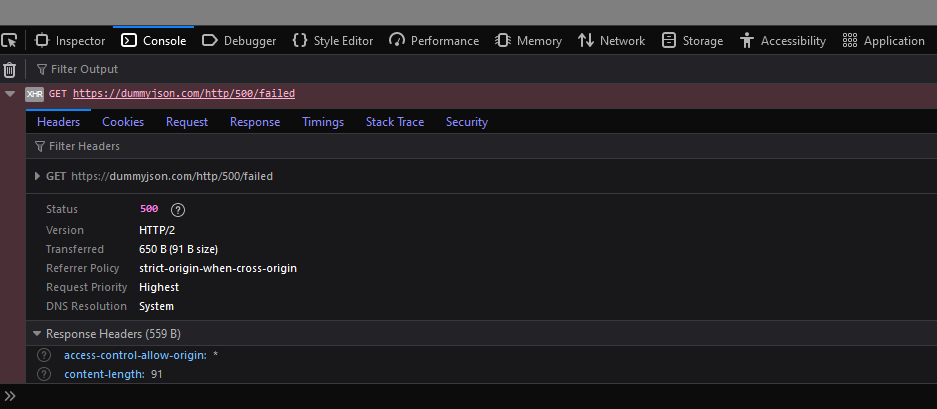 Inspector Console Debugger Style Editor Performance Memory Network Storage Accessibility Application
Filter Output
XHR GET https://dummyjson.com/http/500/failed
Headers Cookies Request Response Timings Stack Trace Security
Filter Headers
GET https://dummyjson.com/http/500/failed
Status 500 ?
Version HTTP/2
Transferred 650 B (91 B size)
Referrer Policy strict-origin-when-cross-origin
Request Priority Highest
DNS Resolution System
Response Headers (559 B)
? access-control-allow-origin: *
? content-length: 91